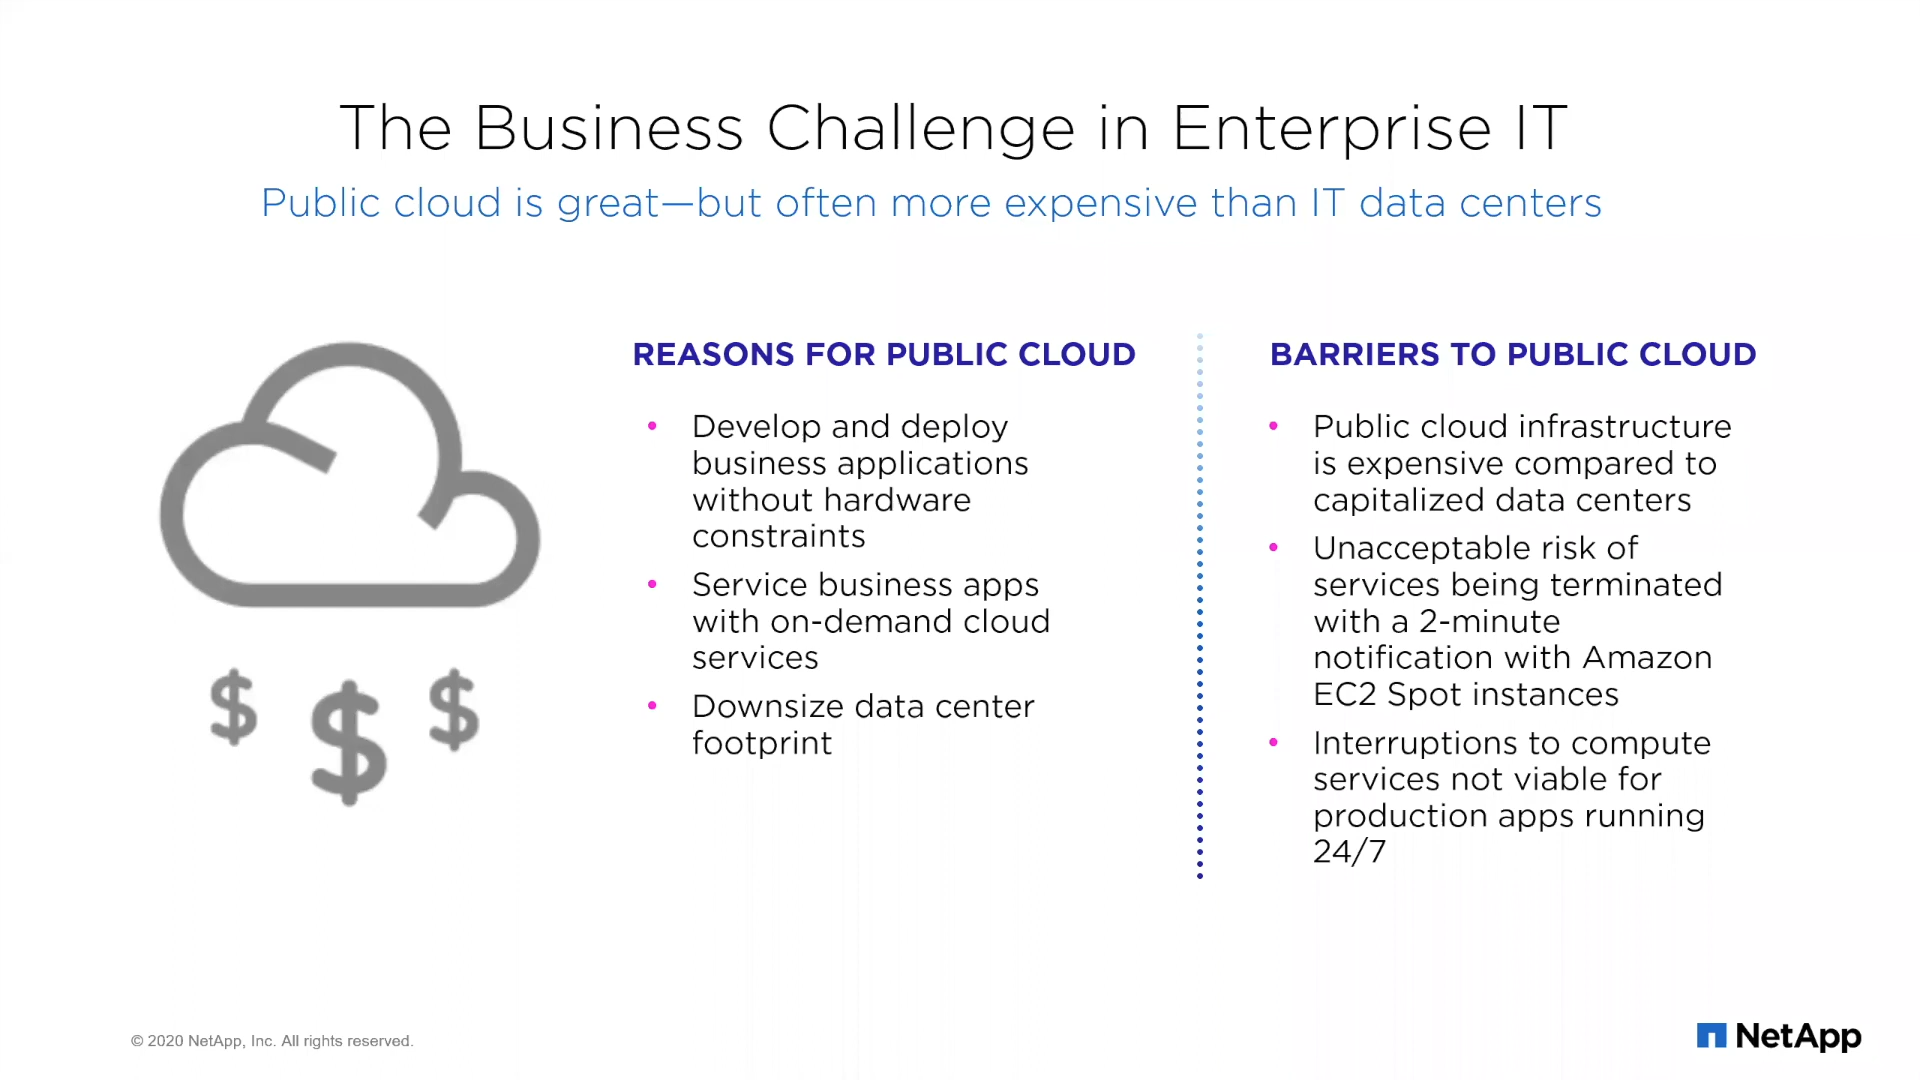 The Business Challenge in Enterprise IT
Public cloud is great—but often more expensive than IT data centers
REASONS FOR PUBLIC CLOUD
• Develop and deploy
business applications
without hardware
constraints
• Service business apps
with on-demand cloud
services
• Downsize data center
footprint
BARRIERS TO PUBLIC CLOUD
• Public cloud infrastructure
is expensive compared to
capitalized data centers
• Unacceptable risk of
services being terminated
with a 2-minute
notification with Amazon
EC2 Spot instances
• Interruptions to compute
services not viable for
production apps running
24/7
$ $ $
© 2020 NetApp, Inc. All rights reserved.
NetApp